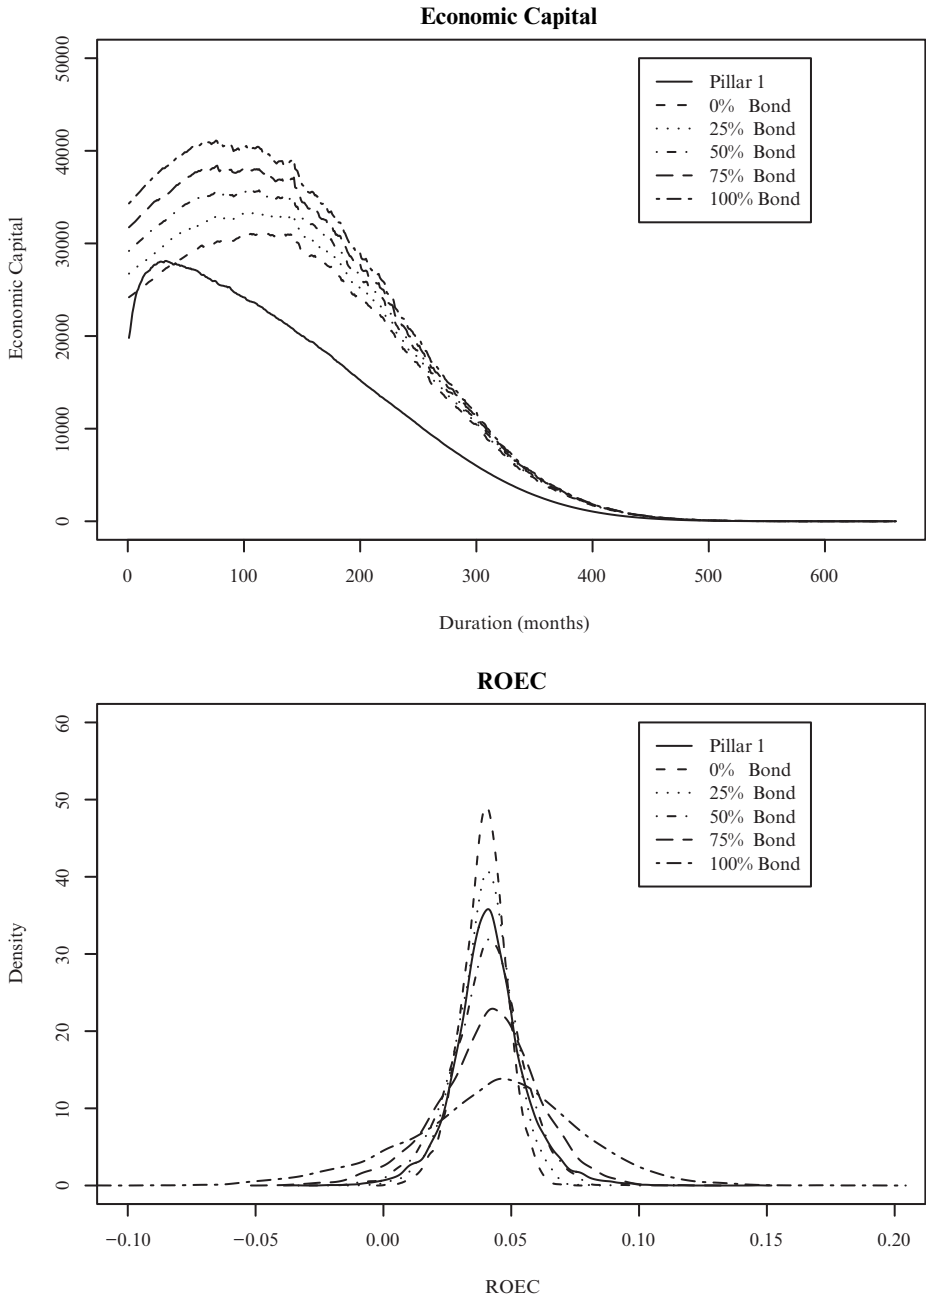 Economic Capital
Economic Capital
50000
40000
30000
20000
10000
0
Pillar 1
0% Bond
25% Bond
50% Bond
75% Bond
100% Bond
0 100 200 300 400 500 600
Duration (months)
ROEC
Density
60
50
40
30
20
10
0
Pillar 1
0% Bond
25% Bond
50% Bond
75% Bond
100% Bond
−0.10 −0.05 0.00 0.05 0.10 0.15 0.20
ROEC